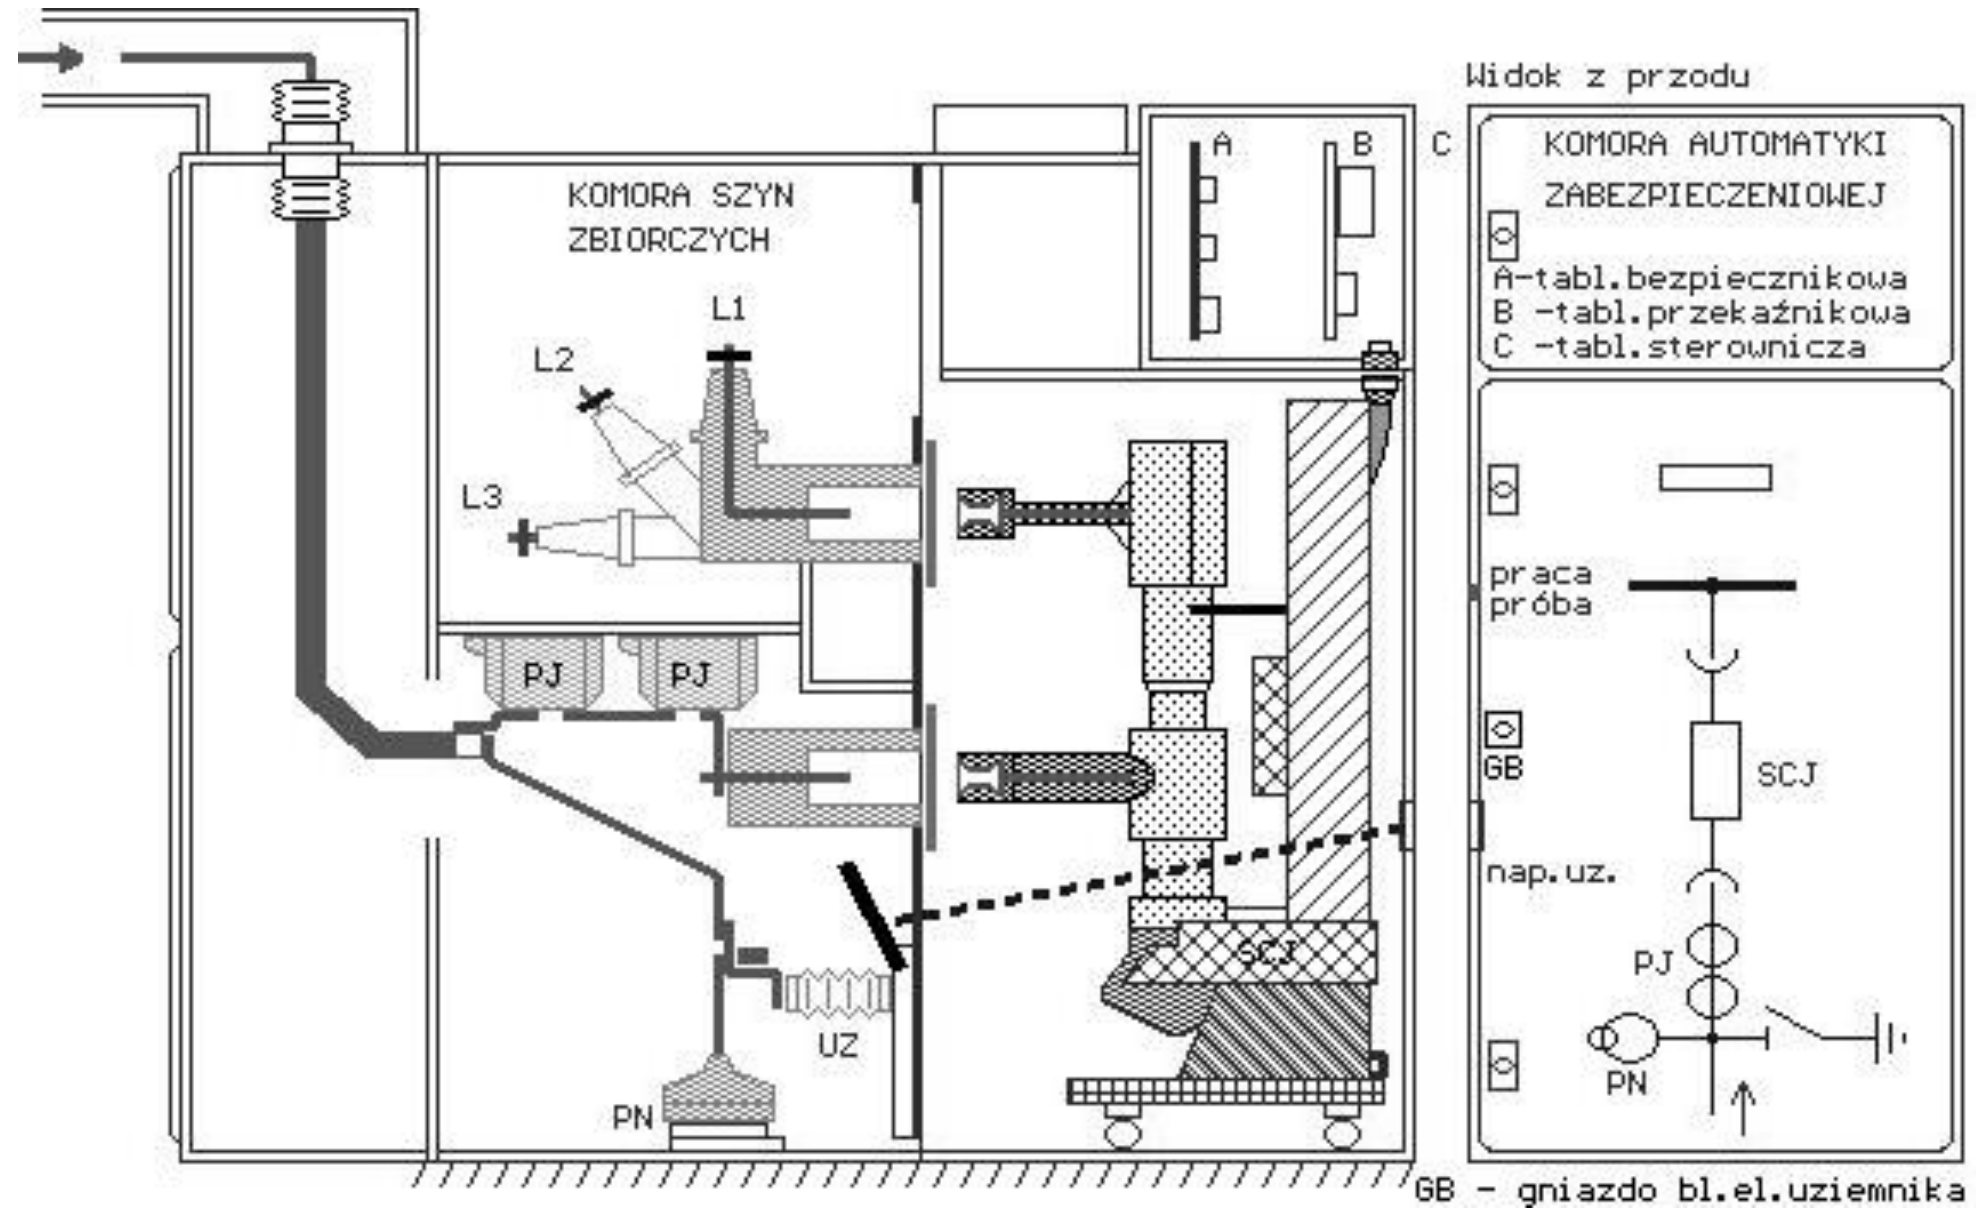 Widok z przodu
A
B
C
KOMORA AUTOMATYKI
ZABEZPIECZENIOWEJ
KOMORA SZYN
ZBIORCZYCH
A-tabl.bezpiecznikowa
B -tabl.przekaźnikowa
C -tabl.sterownicza
L1
L2
L3
praca
próba
PJ
PJ
GB
SCJ
nap.uz.
SCJ
PJ
UZ
PN
PN
GB - gniazdo bl.el.uziemnika